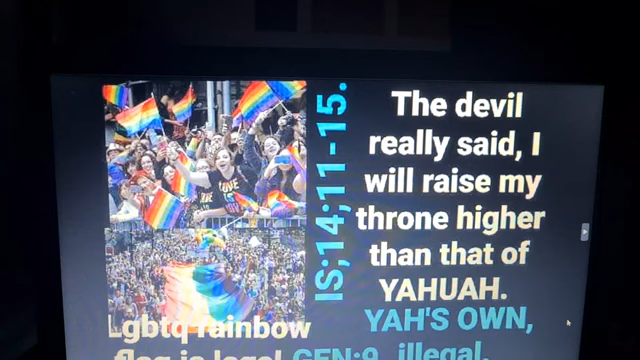 The devil
really said, I
will raise my
throne higher
than that of
YAHUAH.
YAH'S OWN,
IS;14;11-15.
LOVE
Lgbtq rainbow
flag is legal GEN:9, illegal